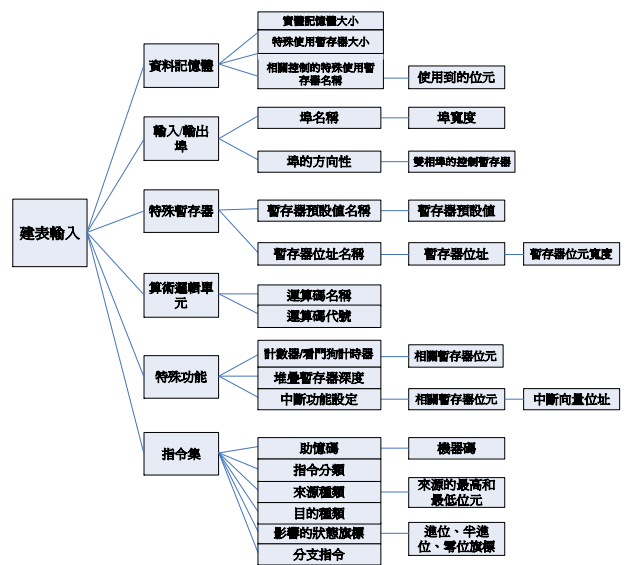 建表輸入
資料記憶體
實體記憶體大小
特殊使用暫存器大小
相關控制的特殊使用暫
存器名稱
使用到的位元
輸入/輸出
埠
埠名稱
埠寬度
埠的方向性
雙相埠的控制暫存器
特殊暫存器
暫存器預設值名稱
暫存器預設值
暫存器位址名稱
暫存器位址
暫存器位元寬度
算術邏輯單
元
運算碼名稱
運算碼代號
特殊功能
計數器/看門狗計時器
相關暫存器位元
堆疊暫存器深度
中斷功能設定
相關暫存器位元
中斷向量位址
指令集
助憶碼
機器碼
指令分類
來源種類
來源的最高和
最低位元
目的種類
影響的狀態旗標
進位、半進
位、零位旗標
分支指令